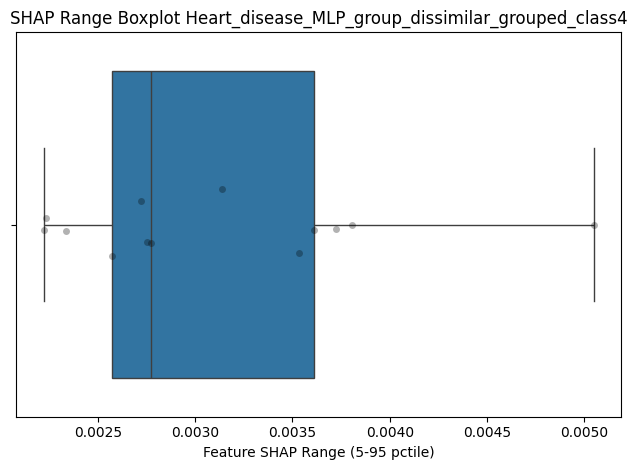 SHAP Range Boxplot Heart_disease_MLP_group_dissimilar_grouped_class4
0.0025 0.0030 0.0035 0.0040 0.0045 0.0050
Feature SHAP Range (5-95 pctile)